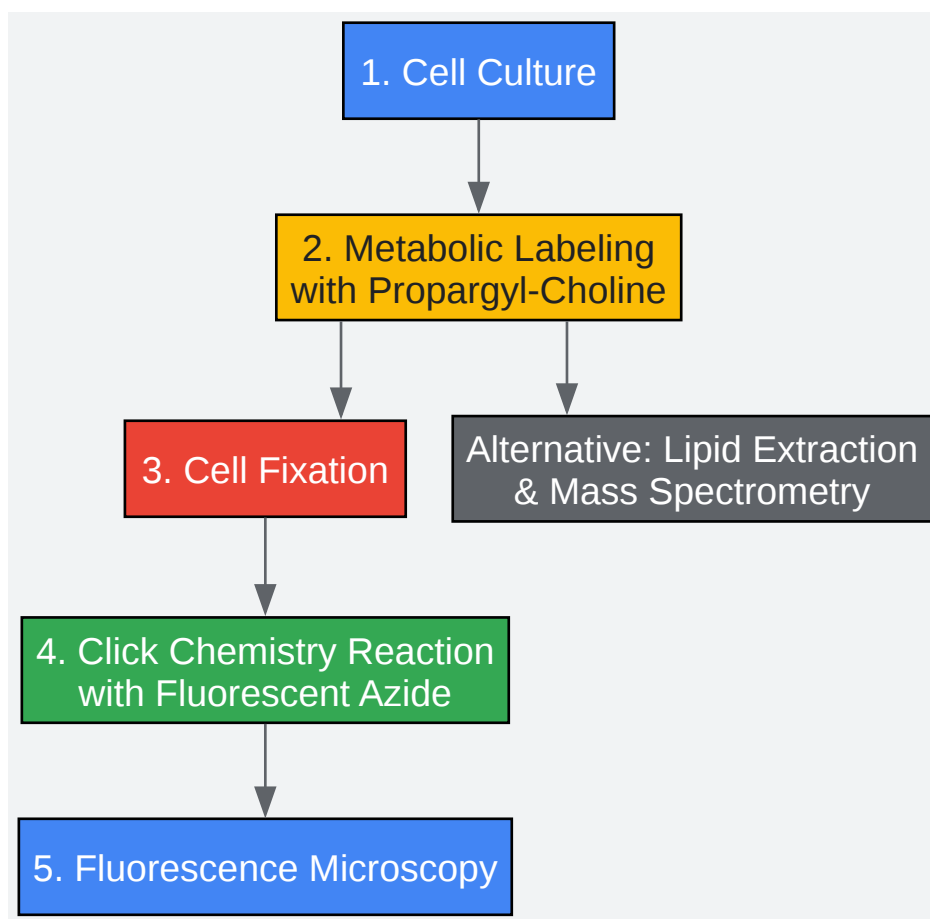 1. Cell Culture
2. Metabolic Labeling
with Propargyl-Choline
3. Cell Fixation
Alternative: Lipid Extraction
& Mass Spectrometry
4. Click Chemistry Reaction
with Fluorescent Azide
5. Fluorescence Microscopy